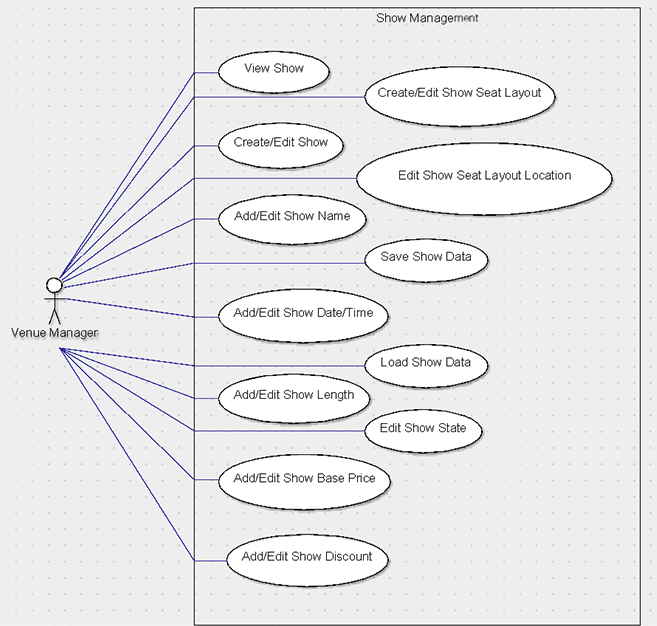 Show Management
View Show
Create/Edit Show Seat Layout
Create/Edit Show
Edit Show Seat Layout Location
Add/Edit Show Name
Save Show Data
Add/Edit Show Date/Time
Venue Manager
Load Show Data
Add/Edit Show Length
Edit Show State
Add/Edit Show Base Price
Add/Edit Show Discount